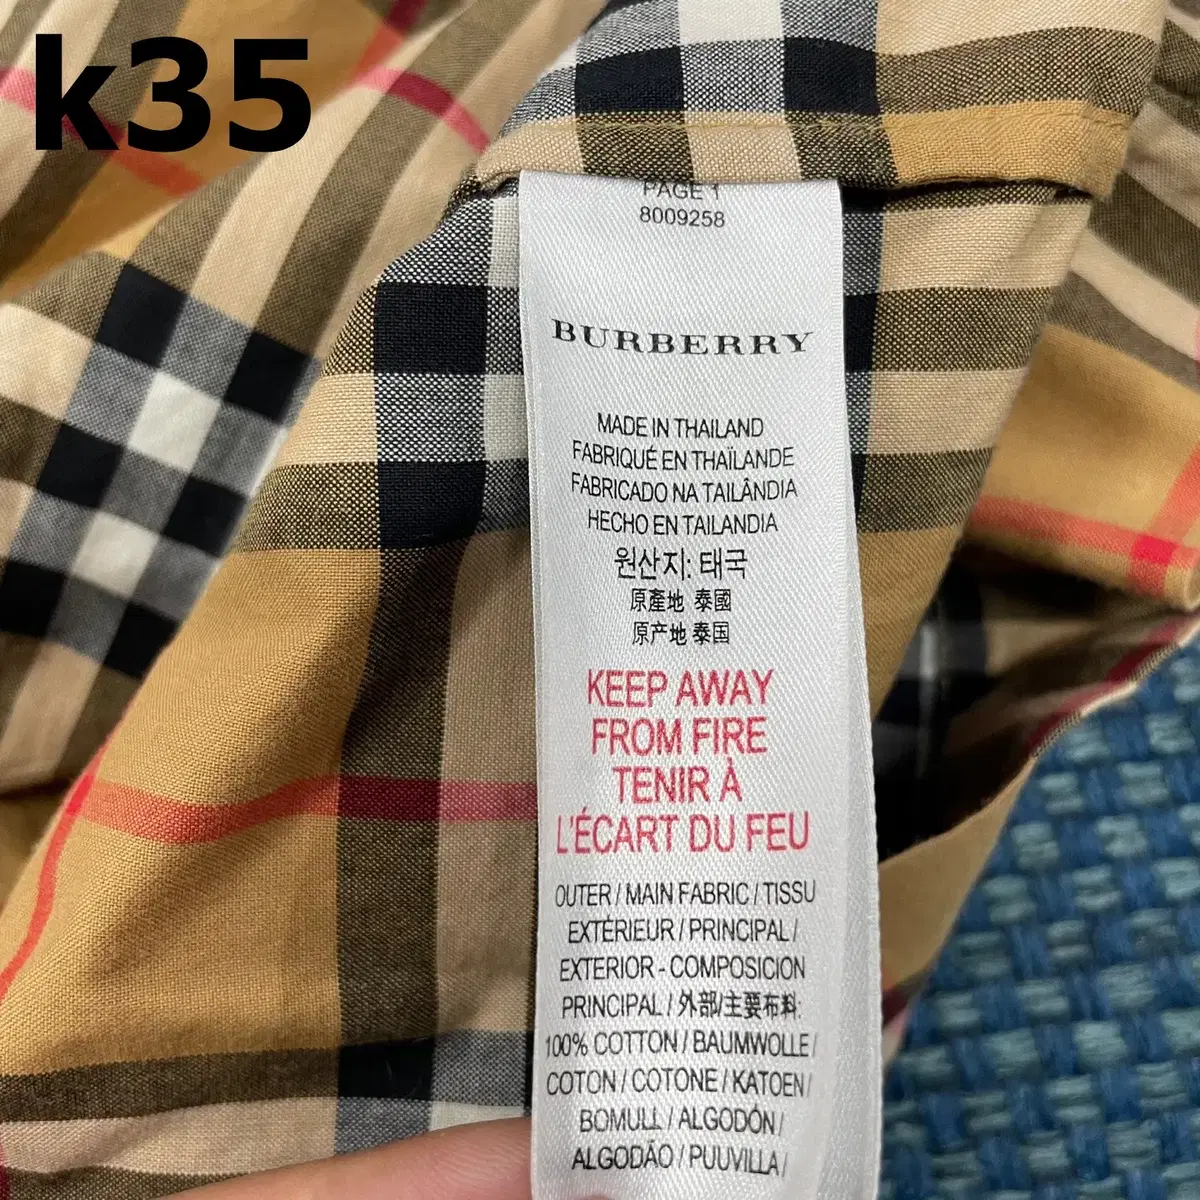 k35
PAGE 1
8009258
BURBERRY
MADE IN THAILAND
FABRIQUÉ EN THAÏLANDE
FABRICADO NA TAILÂNDIA
HECHO EN TAILANDIA
원산지: 태국
原產地 泰國
原产地 泰国
KEEP AWAY
FROM FIRE
TENIR À
L'ÉCART DU FEU
OUTER / MAIN FABRIC / TISSU
EXTÉRIEUR / PRINCIPAL /
EXTERIOR - COMPOSICION
PRINCIPAL / 外部/主要布料:
100% COTTON / BAUMWOLLE /
COTON / COTONE / KATOEN /
BOMULL / ALGODÓN /
ALGODÃO / PUUVILLA /